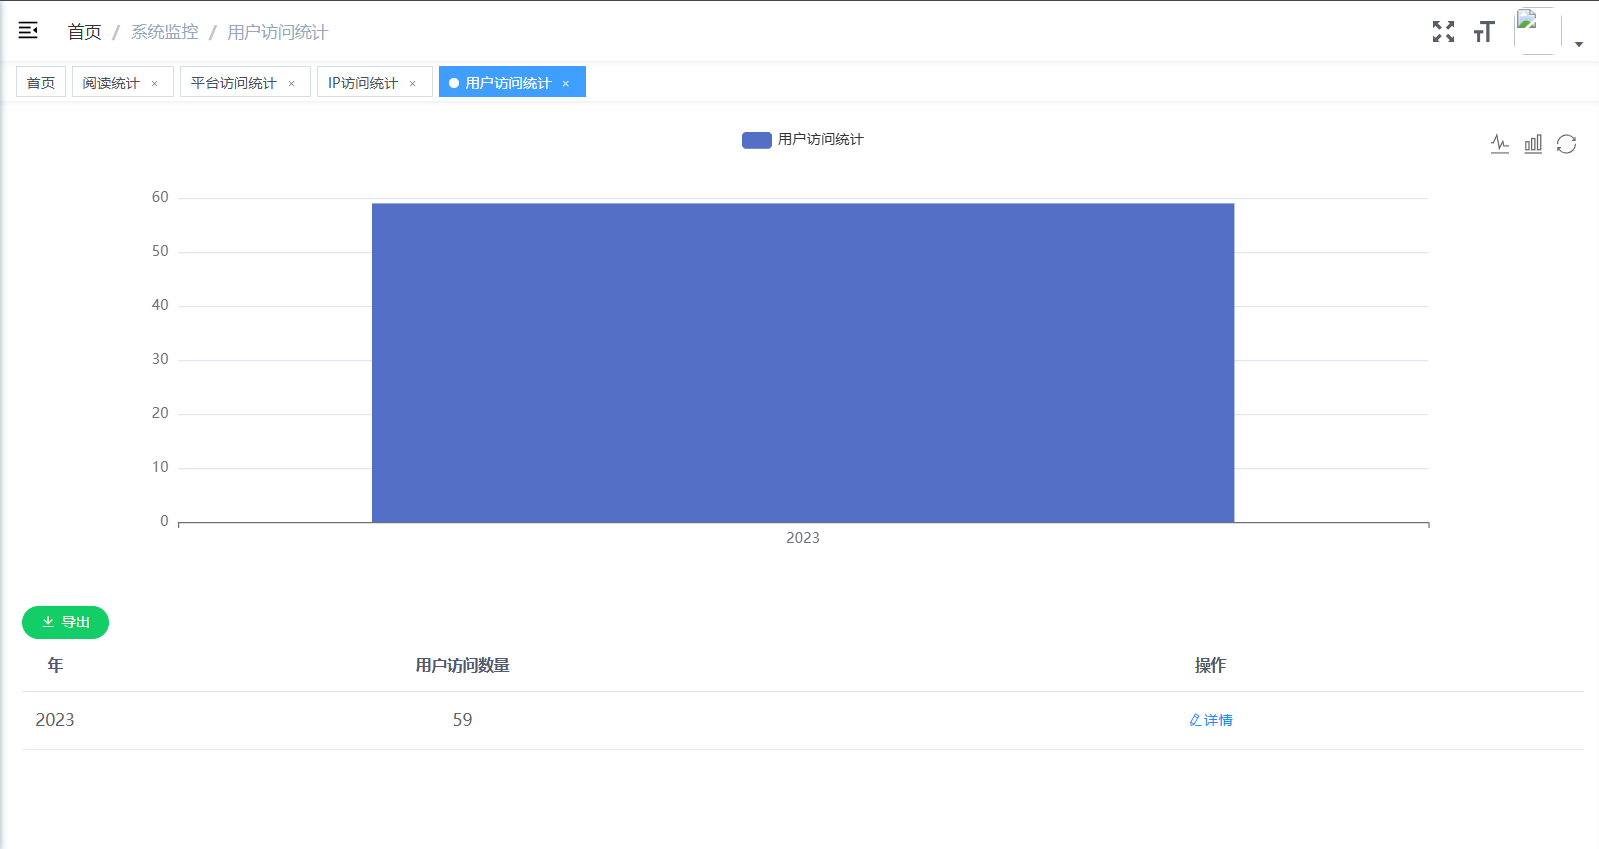 首页 / 系统监控 / 用户访问统计
首页 阅读统计 × 平台访问统计 × IP访问统计 × 用户访问统计 ×
用户访问统计
60
50
40
30
20
10
0
2023
导出
年 用户访问数量 操作
2023 59 详情